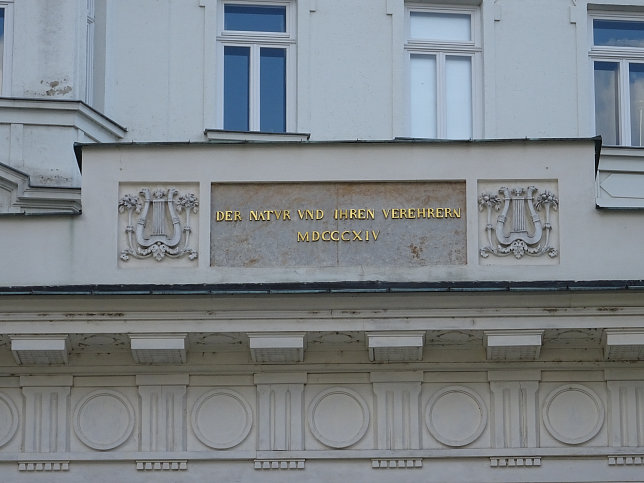 DER NATVR VND IHREN VEREHRERN
MDCCCXIV